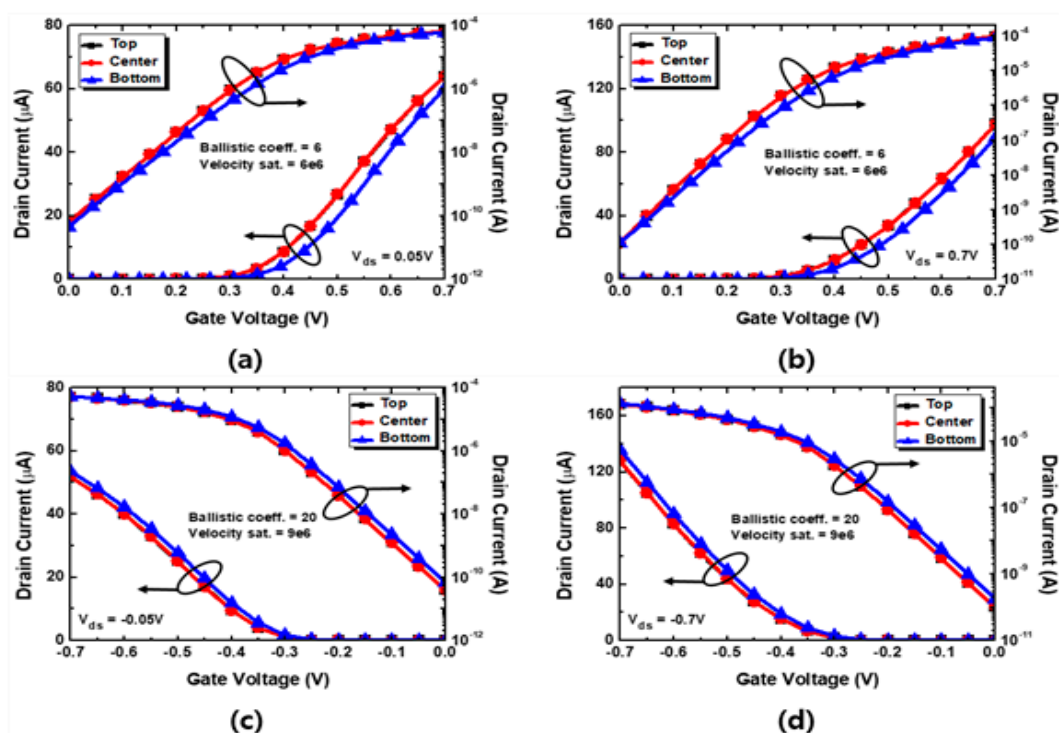 80
60
40
20
0
Drain Current (μA)
10⁻⁴
10⁻⁶
10⁻⁸
10⁻¹⁰
10⁻¹²
Drain Current (A)
Top
Center
Bottom
Ballistic coeff. = 6
Velocity sat. = 6e6
V_ds = 0.05V
0.0 0.1 0.2 0.3 0.4 0.5 0.6 0.7
Gate Voltage (V)
(a)
160
120
80
40
0
Drain Current (μA)
10⁻⁴
10⁻⁵
10⁻⁶
10⁻⁷
10⁻⁸
10⁻⁹
10⁻¹⁰
10⁻¹¹
Drain Current (A)
Top
Center
Bottom
Ballistic coeff. = 6
Velocity sat. = 6e6
V_ds = 0.7V
0.0 0.1 0.2 0.3 0.4 0.5 0.6 0.7
Gate Voltage (V)
(b)
80
60
40
20
0
Drain Current (μA)
10⁻⁴
10⁻⁶
10⁻⁸
10⁻¹⁰
10⁻¹²
Drain Current (A)
Top
Center
Bottom
Ballistic coeff. = 20
Velocity sat. = 9e6
V_ds = -0.05V
-0.7 -0.6 -0.5 -0.4 -0.3 -0.2 -0.1 0.0
Gate Voltage (V)
(c)
160
120
80
40
0
Drain Current (μA)
10⁻⁵
10⁻⁷
10⁻⁹
10⁻¹¹
Drain Current (A)
Top
Center
Bottom
Ballistic coeff. = 20
Velocity sat. = 9e6
V_ds = -0.7V
-0.7 -0.6 -0.5 -0.4 -0.3 -0.2 -0.1 0.0
Gate Voltage (V)
(d)